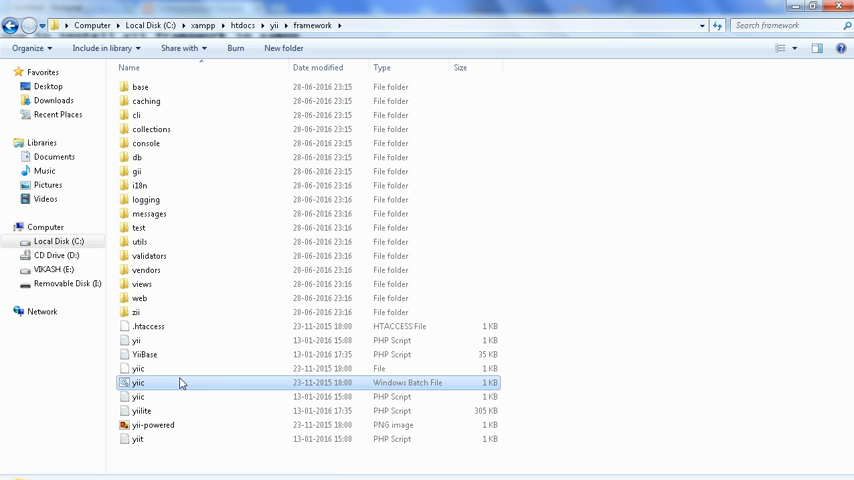 Computer ▸ Local Disk (C:) ▸ xampp ▸ htdocs ▸ yii ▸ framework ▸
Search framework
Organize Include in library Share with Burn New folder
Name Date modified Type Size
Favorites
Desktop
Downloads
Recent Places
Libraries
Documents
Music
Pictures
Videos
Computer
Local Disk (C:)
CD Drive (D:)
VIKASH (E:)
Removable Disk (I:)
Network
base 28-06-2016 23:15 File folder
caching 28-06-2016 23:15 File folder
cli 28-06-2016 23:15 File folder
collections 28-06-2016 23:15 File folder
console 28-06-2016 23:15 File folder
db 28-06-2016 23:15 File folder
gii 28-06-2016 23:15 File folder
i18n 28-06-2016 23:16 File folder
logging 28-06-2016 23:16 File folder
messages 28-06-2016 23:16 File folder
test 28-06-2016 23:16 File folder
utils 28-06-2016 23:16 File folder
validators 28-06-2016 23:16 File folder
vendors 28-06-2016 23:16 File folder
views 28-06-2016 23:16 File folder
web 28-06-2016 23:16 File folder
zii 28-06-2016 23:16 File folder
.htaccess 23-11-2015 18:00 HTACCESS File 1 KB
yii 13-01-2016 15:08 PHP Script 1 KB
YiiBase 13-01-2016 17:35 PHP Script 35 KB
yiic 23-11-2015 18:00 File 1 KB
yiic 23-11-2015 18:00 Windows Batch File 1 KB
yiic 13-01-2016 15:08 PHP Script 1 KB
yiilite 13-01-2016 17:35 PHP Script 305 KB
yii-powered 23-11-2015 18:00 PNG image 1 KB
yiit 13-01-2016 15:08 PHP Script 1 KB